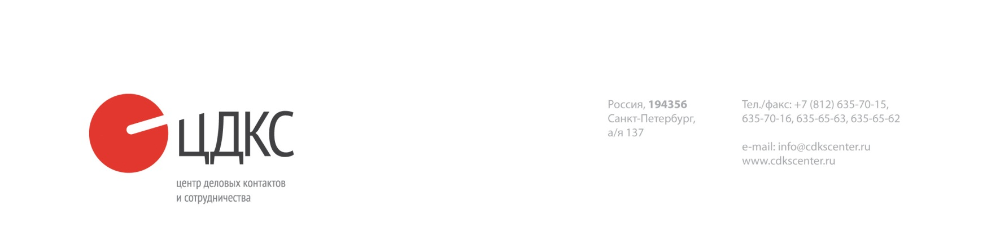 ЦДКС
центр деловых контактов
и сотрудничества
Россия, 194356
Санкт-Петербург,
а/я 137
Тел./факс: +7 (812) 635-70-15,
635-70-16, 635-65-63, 635-65-62
e-mail: info@cdkscenter.ru
www.cdkscenter.ru